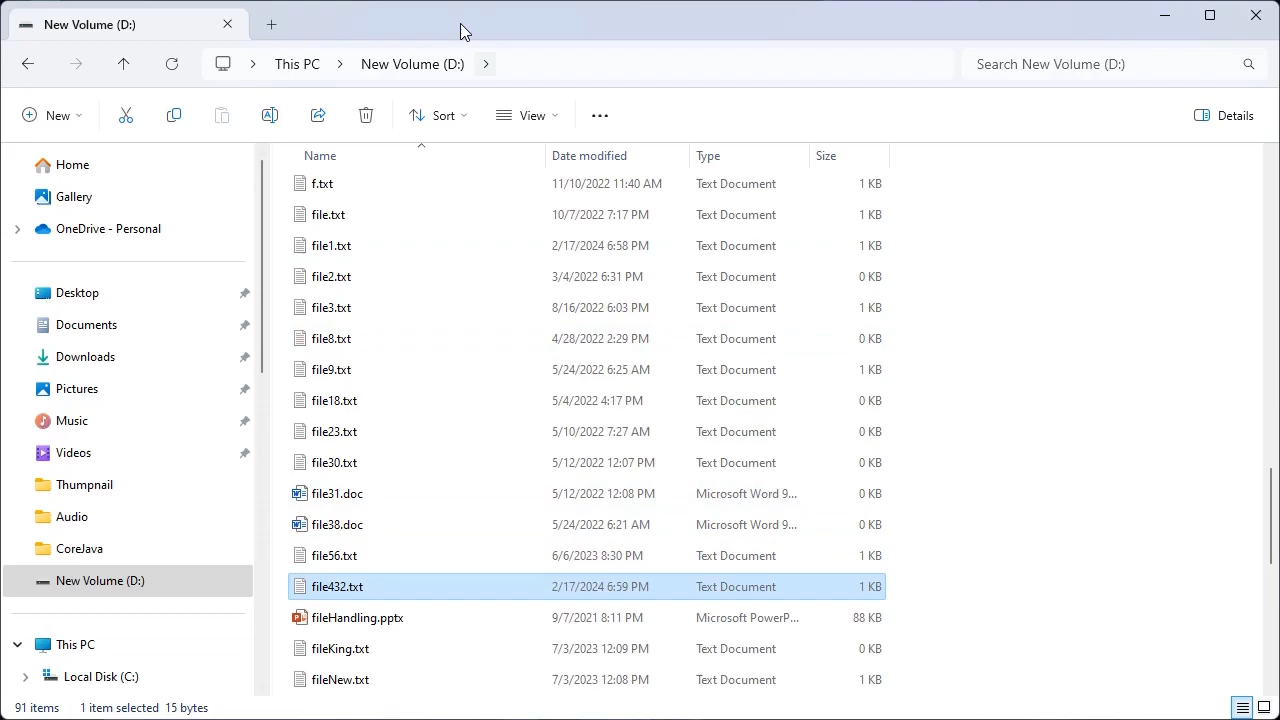 New Volume (D:)
This PC New Volume (D:) Search New Volume (D:)
New Sort View Details
Home
Gallery
OneDrive - Personal
Desktop
Documents
Downloads
Pictures
Music
Videos
Thumpnail
Audio
CoreJava
New Volume (D:)
This PC
Local Disk (C:)
Name Date modified Type Size
f.txt 11/10/2022 11:40 AM Text Document 1 KB
file.txt 10/7/2022 7:17 PM Text Document 1 KB
file1.txt 2/17/2024 6:58 PM Text Document 1 KB
file2.txt 3/4/2022 6:31 PM Text Document 0 KB
file3.txt 8/16/2022 6:03 PM Text Document 1 KB
file8.txt 4/28/2022 2:29 PM Text Document 0 KB
file9.txt 5/24/2022 6:25 AM Text Document 1 KB
file18.txt 5/4/2022 4:17 PM Text Document 0 KB
file23.txt 5/10/2022 7:27 AM Text Document 0 KB
file30.txt 5/12/2022 12:07 PM Text Document 0 KB
file31.doc 5/12/2022 12:08 PM Microsoft Word 9... 0 KB
file38.doc 5/24/2022 6:21 AM Microsoft Word 9... 0 KB
file56.txt 6/6/2023 8:30 PM Text Document 1 KB
file432.txt 2/17/2024 6:59 PM Text Document 1 KB
fileHandling.pptx 9/7/2021 8:11 PM Microsoft PowerP... 88 KB
fileKing.txt 7/3/2023 12:09 PM Text Document 0 KB
fileNew.txt 7/3/2023 12:08 PM Text Document 1 KB
91 items 1 item selected 15 bytes